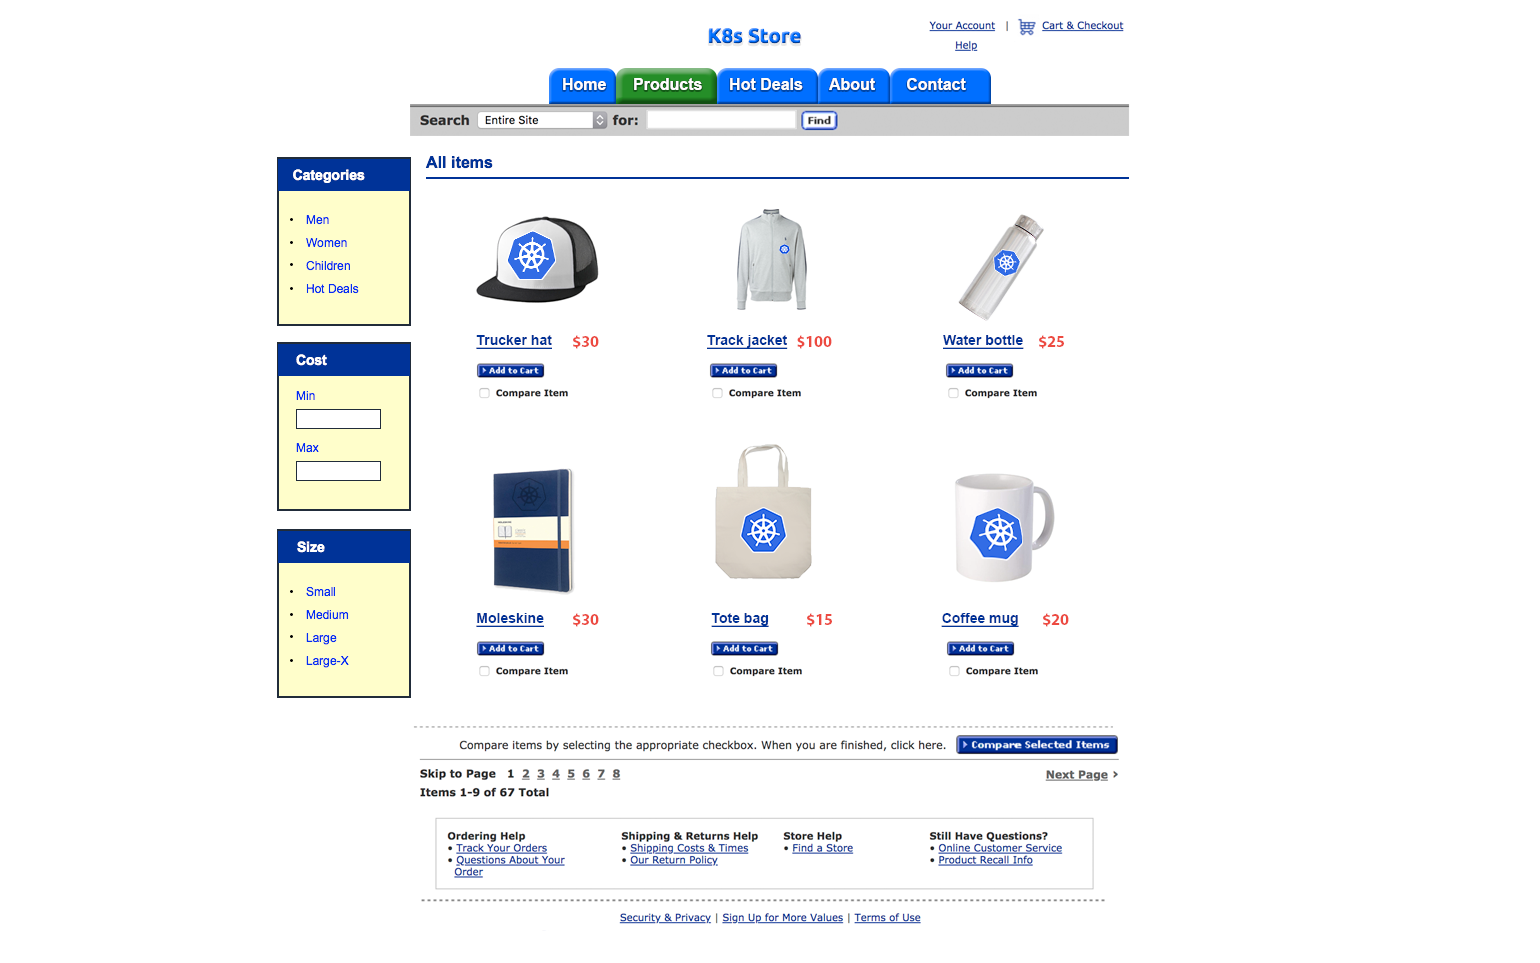 K8s Store
Your Account | Cart & Checkout
Help
Home Products Hot Deals About Contact
Search Entire Site for: Find
Categories
• Men
• Women
• Children
• Hot Deals
Cost
Min
Max
Size
• Small
• Medium
• Large
• Large-X
All items
Trucker hat $30
Add to Cart
Compare Item
Track jacket $100
Add to Cart
Compare Item
Water bottle $25
Add to Cart
Compare Item
Moleskine $30
Add to Cart
Compare Item
Tote bag $15
Add to Cart
Compare Item
Coffee mug $20
Add to Cart
Compare Item
Compare items by selecting the appropriate checkbox. When you are finished, click here. Compare Selected Items
Skip to Page 1 2 3 4 5 6 7 8 Next Page ›
Items 1-9 of 67 Total
Ordering Help
• Track Your Orders
• Questions About Your
Order
Shipping & Returns Help
• Shipping Costs & Times
• Our Return Policy
Store Help
• Find a Store
Still Have Questions?
• Online Customer Service
• Product Recall Info
Security & Privacy | Sign Up for More Values | Terms of Use